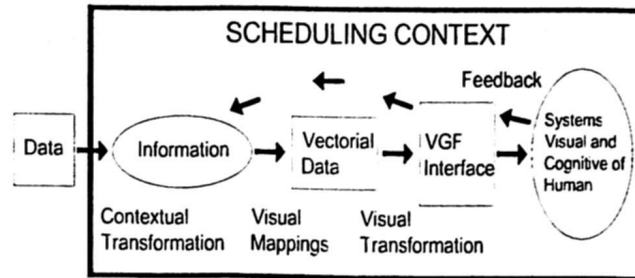 SCHEDULING CONTEXT
Feedback
Data
Information
Vectorial
Data
VGF
Interface
Systems
Visual and
Cognitive of
Human
Contextual
Transformation
Visual
Mappings
Visual
Transformation